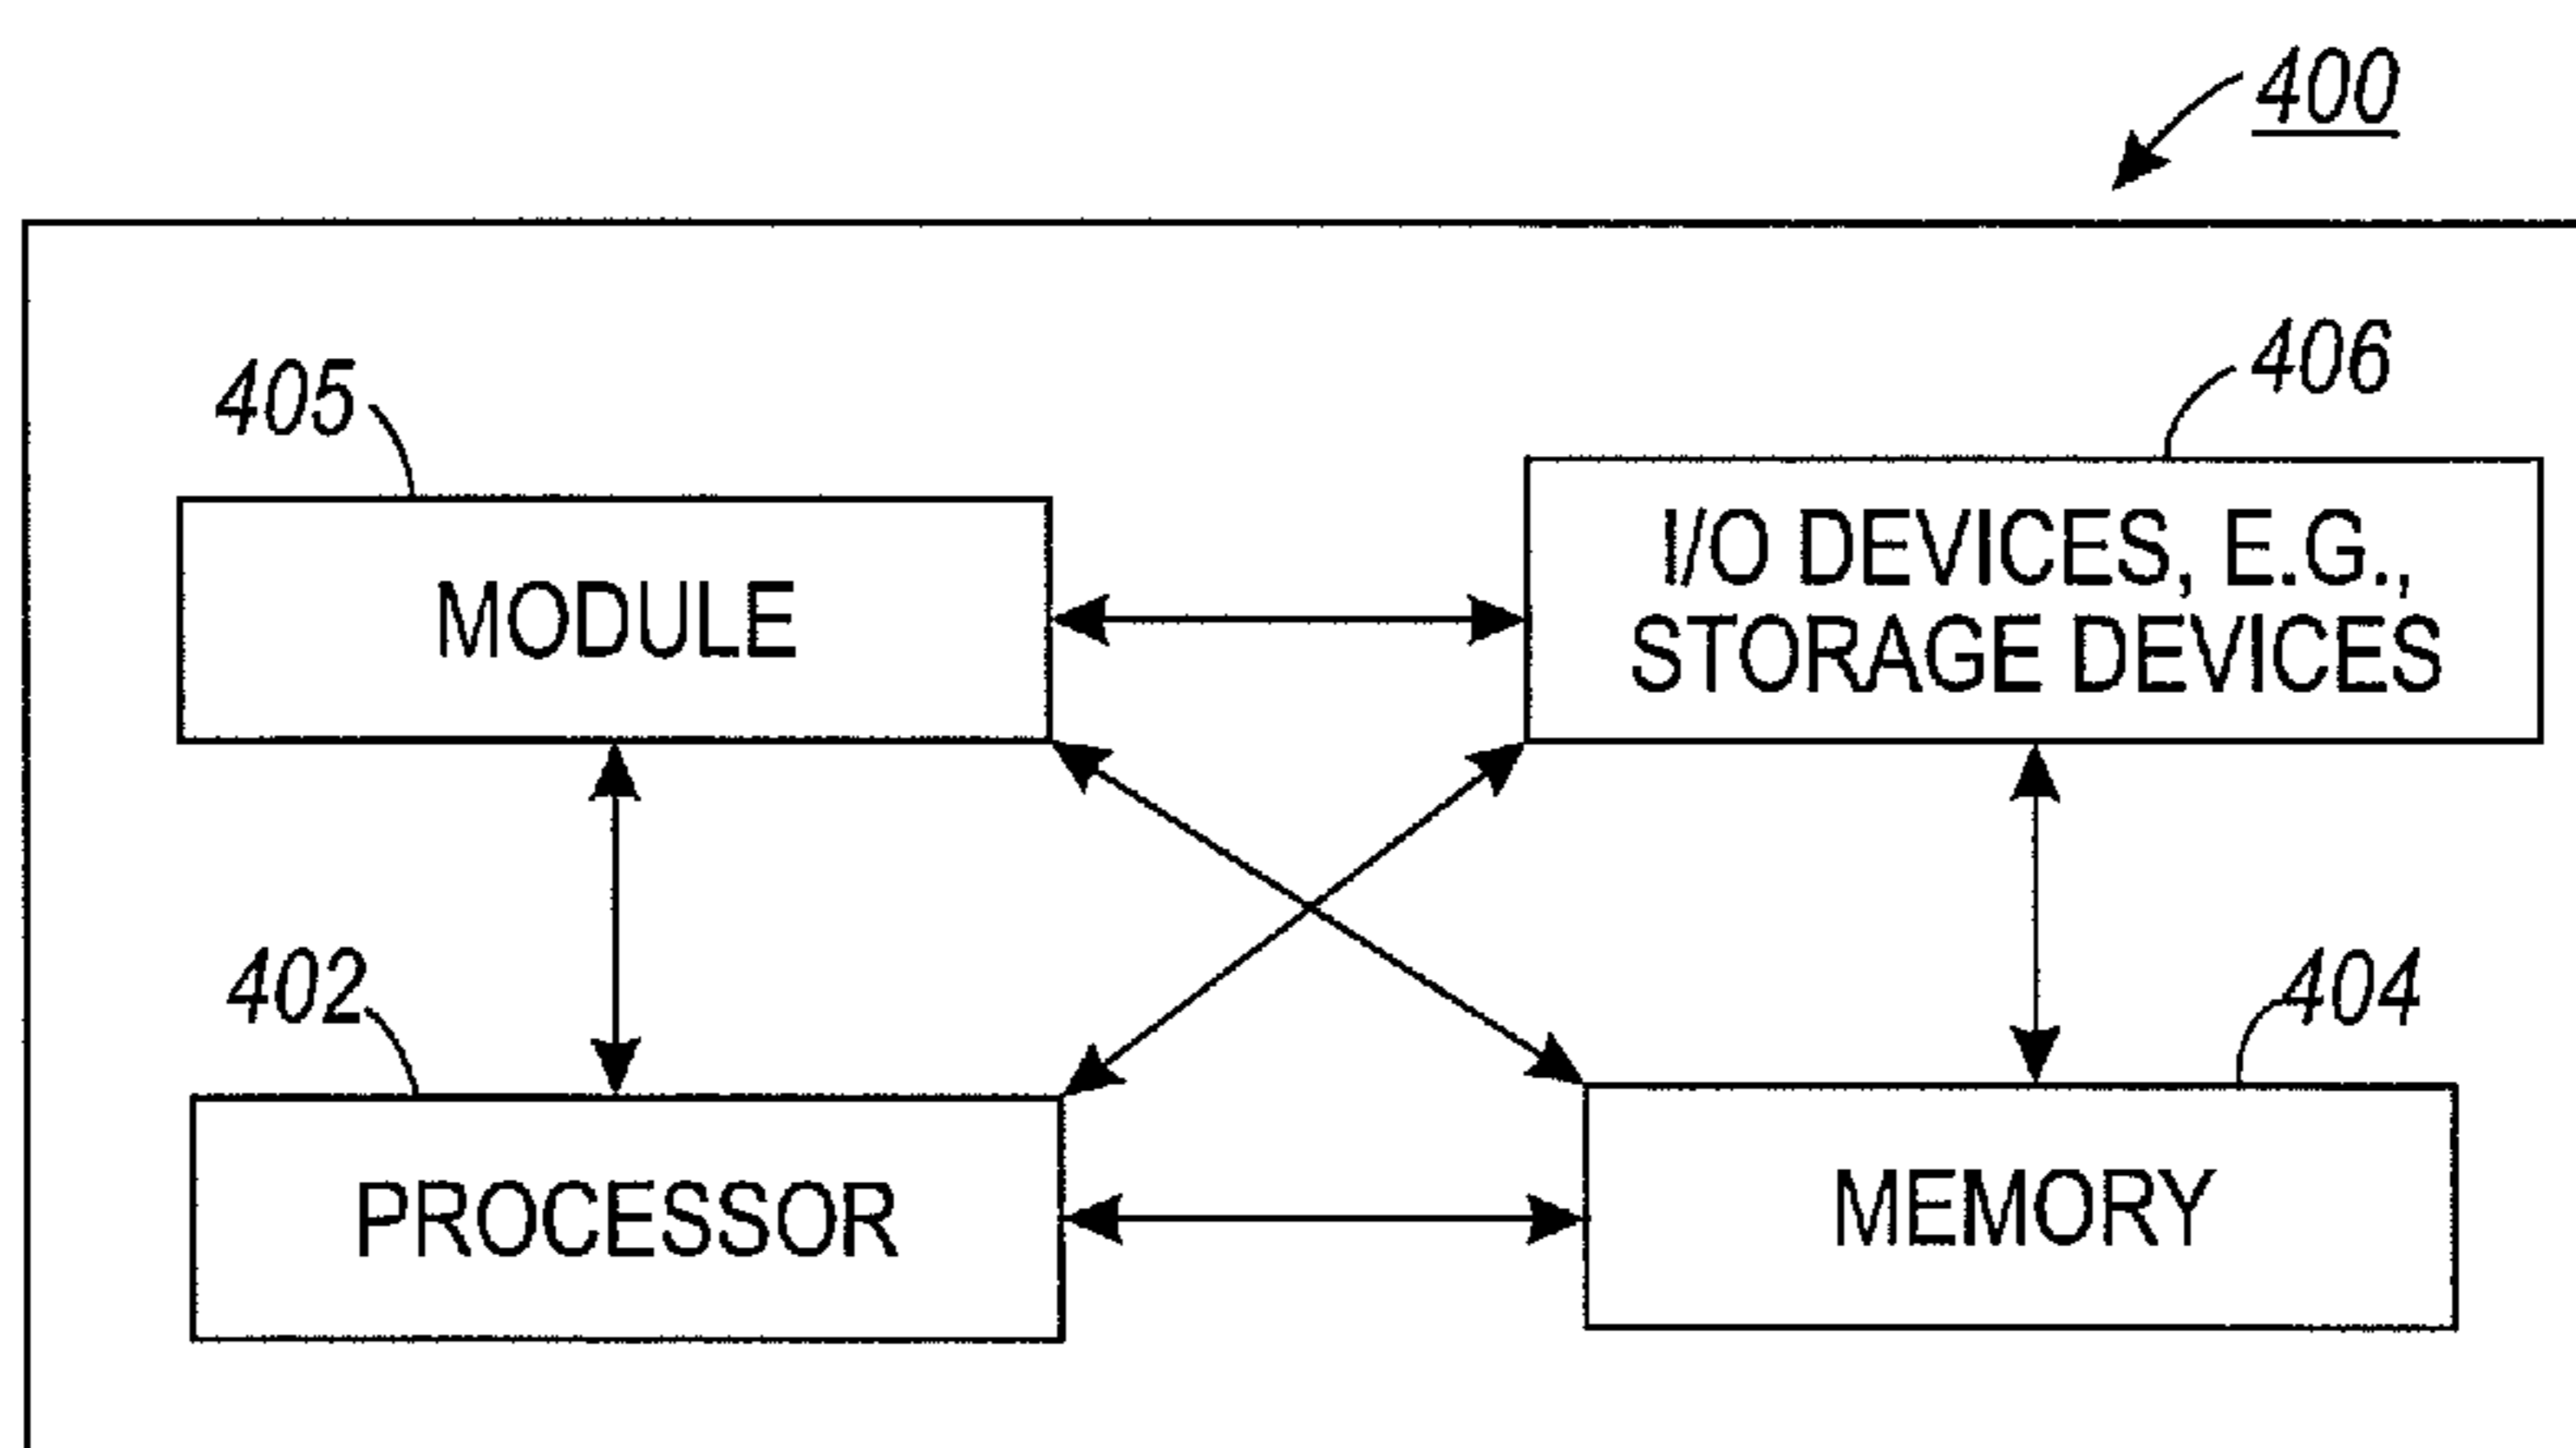 400
405
406
MODULE
I/O DEVICES, E.G.,
STORAGE DEVICES
402
404
PROCESSOR
MEMORY